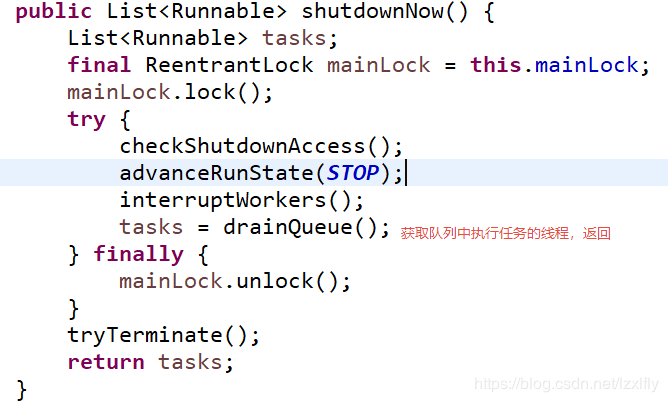 public List<Runnable> shutdownNow() {
    List<Runnable> tasks;
    final ReentrantLock mainLock = this.mainLock;
    mainLock.lock();
    try {
        checkShutdownAccess();
        advanceRunState(STOP);
        interruptWorkers();
        tasks = drainQueue(); 获取队列中执行任务的线程，返回
    } finally {
        mainLock.unlock();
    }
    tryTerminate();
    return tasks;
}
https://blog.csdn.net/lzxlfly